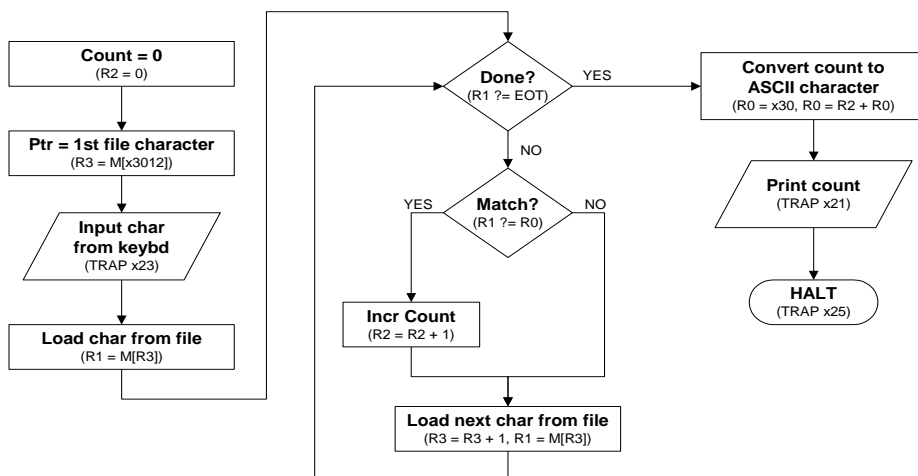 Count = 0
(R2 = 0)
Ptr = 1st file character
(R3 = M[x3012])
Input char
from keybd
(TRAP x23)
Load char from file
(R1 = M[R3])
Done?
(R1 ?= EOT)
YES
NO
Match?
(R1 ?= R0)
YES
NO
Incr Count
(R2 = R2 + 1)
Load next char from file
(R3 = R3 + 1, R1 = M[R3])
Convert count to
ASCII character
(R0 = x30, R0 = R2 + R0)
Print count
(TRAP x21)
HALT
(TRAP x25)